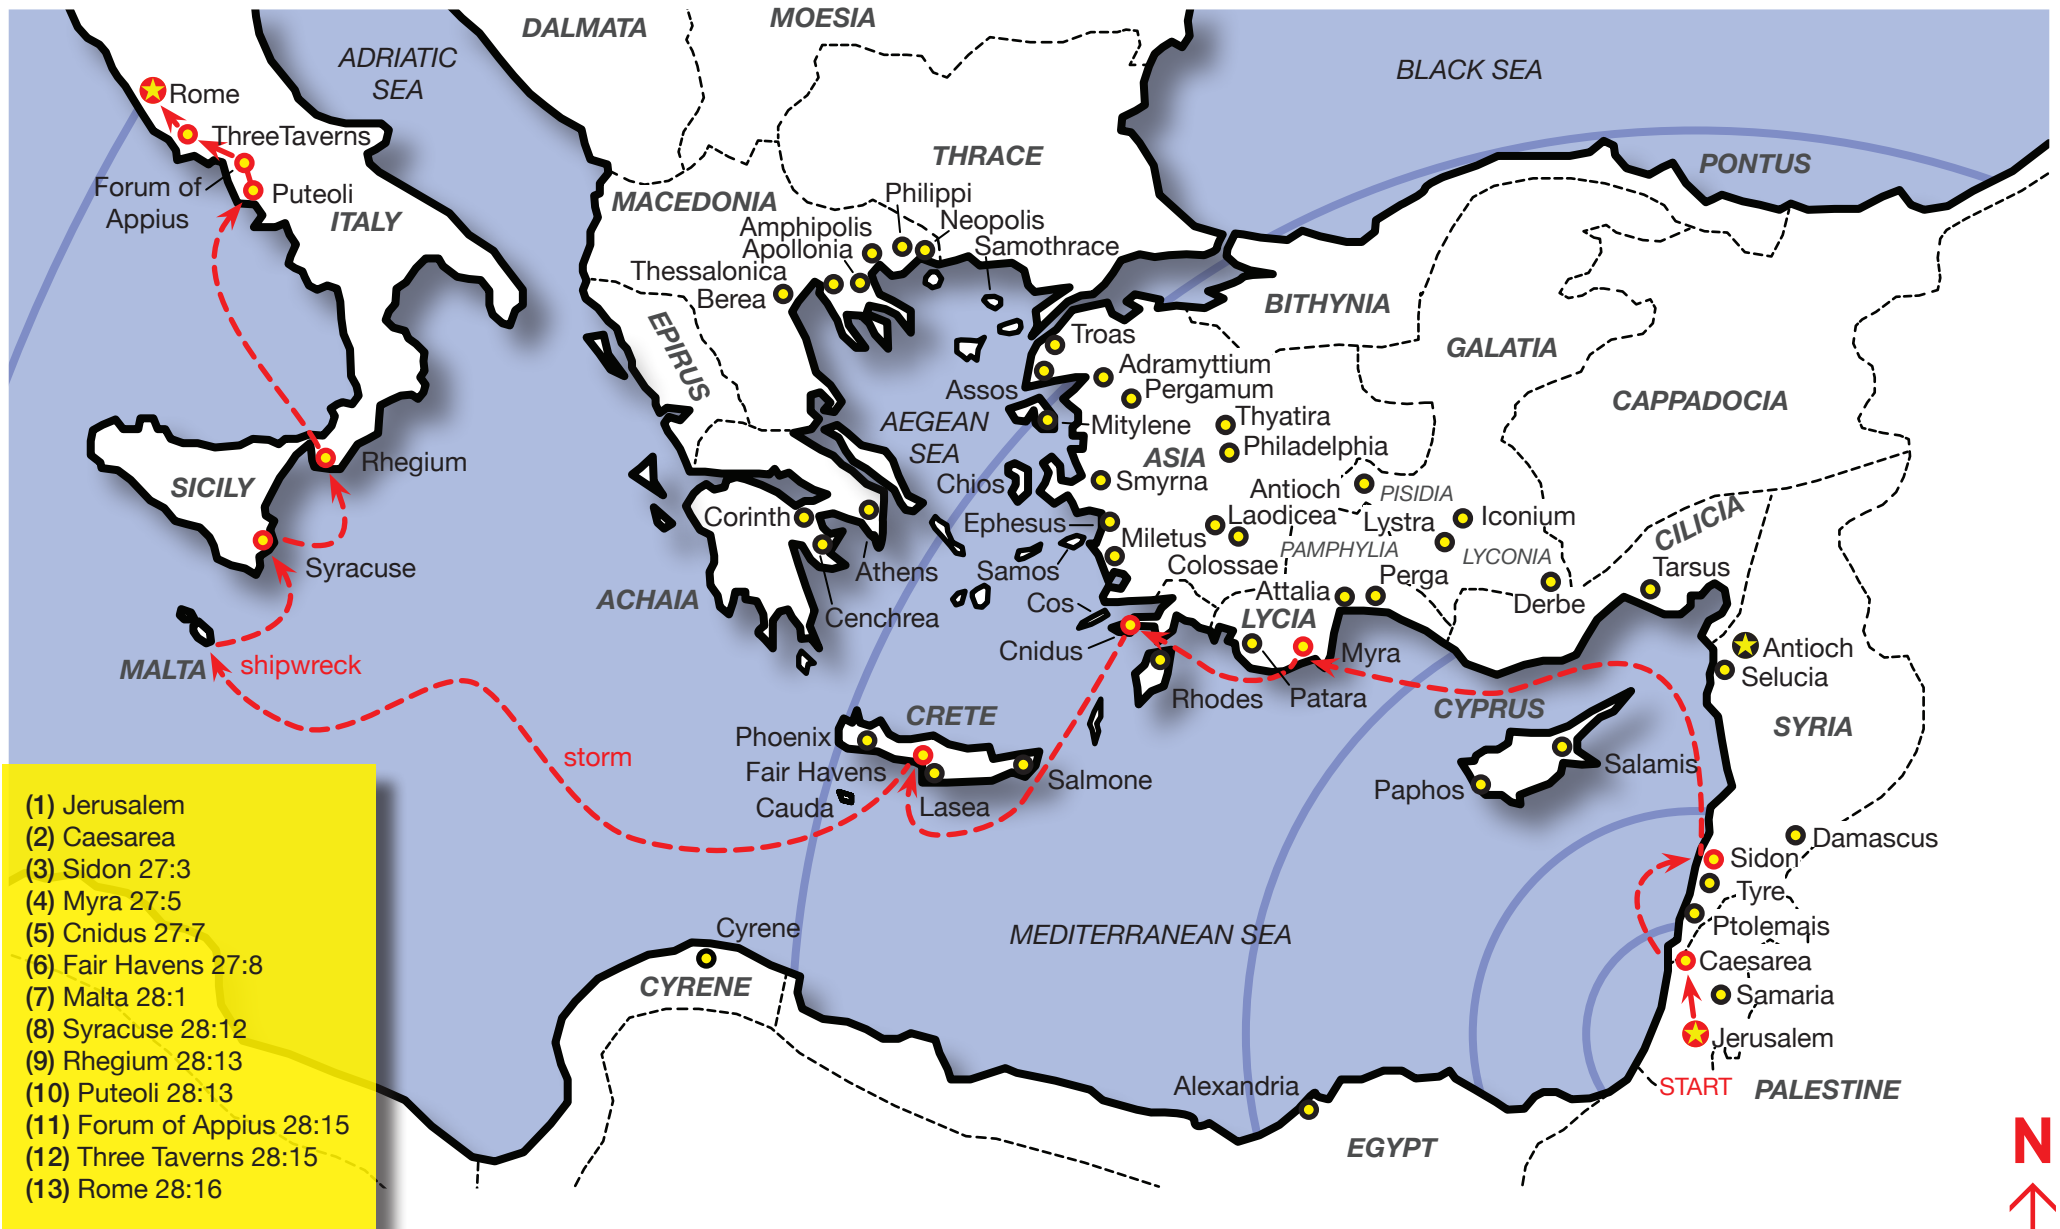 DALMATA
MOESIA
ADRIATIC
SEA
BLACK SEA
Rome
ThreeTaverns
Forum of
Appius
Puteoli
ITALY
THRACE
PONTUS
MACEDONIA
Philippi
Amphipolis
Neopolis
Apollonia
Samothrace
Thessalonica
Berea
EPIRUS
BITHYNIA
Troas
GALATIA
Adramyttium
Assos
Pergamum
CAPPADOCIA
AEGEAN
SEA
Mitylene
Thyatira
Philadelphia
ASIA
Rhegium
SICILY
Chios
Smyrna
Antioch
PISIDIA
Corinth
Ephesus
Laodicea
Lystra
Iconium
CILICIA
Miletus
PAMPHYLIA
LYCONIA
Syracuse
Athens
Samos
Colossae
Perga
Tarsus
ACHAIA
Cenchrea
Cos
Attalia
Derbe
LYCIA
Cnidus
Myra
Antioch
MALTA
shipwreck
Rhodes
Patara
Selucia
CRETE
CYPRUS
SYRIA
Phoenix
storm
Fair Havens
Salmone
Salamis
Cauda
Lasea
Paphos
Damascus
Sidon
Tyre
Ptolemais
Cyrene
MEDITERRANEAN SEA
Caesarea
CYRENE
Samaria
Jerusalem
Alexandria
START
PALESTINE
EGYPT
N
(1) Jerusalem
(2) Caesarea
(3) Sidon 27:3
(4) Myra 27:5
(5) Cnidus 27:7
(6) Fair Havens 27:8
(7) Malta 28:1
(8) Syracuse 28:12
(9) Rhegium 28:13
(10) Puteoli 28:13
(11) Forum of Appius 28:15
(12) Three Taverns 28:15
(13) Rome 28:16